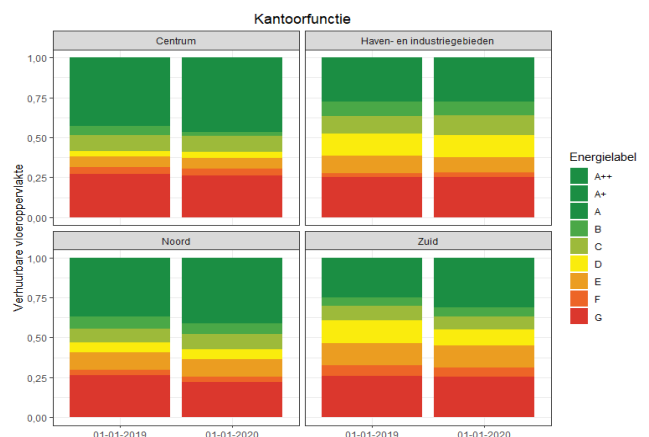 Kantoorfunctie
Centrum
Haven- en industriegebieden
1,00
0,75
0,50
0,25
0,00
Noord
Zuid
1,00
0,75
0,50
0,25
0,00
01-01-2019
01-01-2020
01-01-2019
01-01-2020
Verhuurbare vloeroppervlakte
Energielabel
A++
A+
A
B
C
D
E
F
G